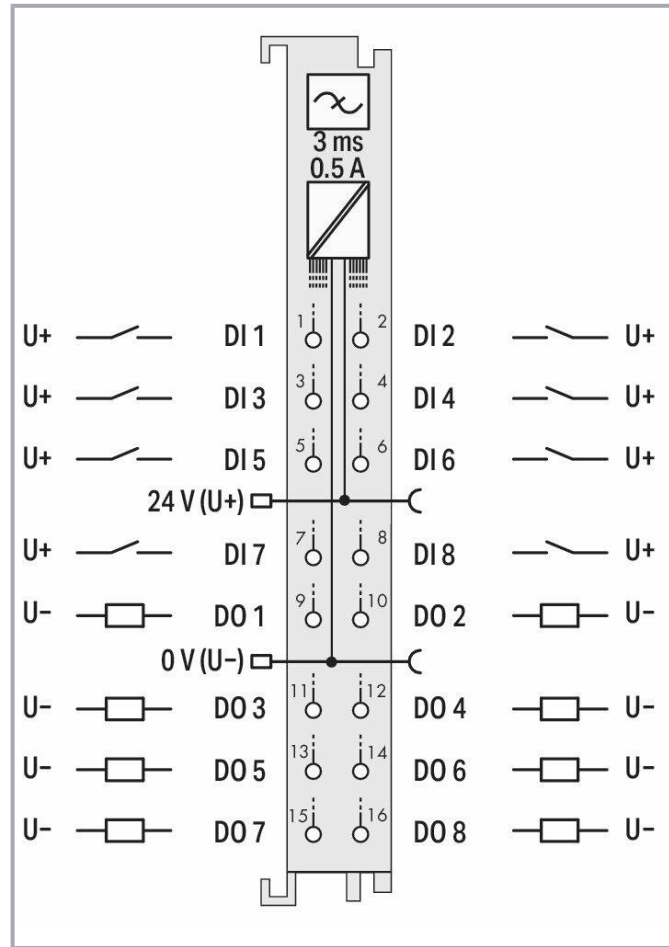 3 ms
0.5 A
U+ DI 1 1 2 DI 2 U+
U+ DI 3 3 4 DI 4 U+
U+ DI 5 5 6 DI 6 U+
24 V (U+)
U+ DI 7 7 8 DI 8 U+
U− DO 1 9 10 DO 2 U−
0 V (U−)
U− DO 3 11 12 DO 4 U−
U− DO 5 13 14 DO 6 U−
U− DO 7 15 16 DO 8 U−